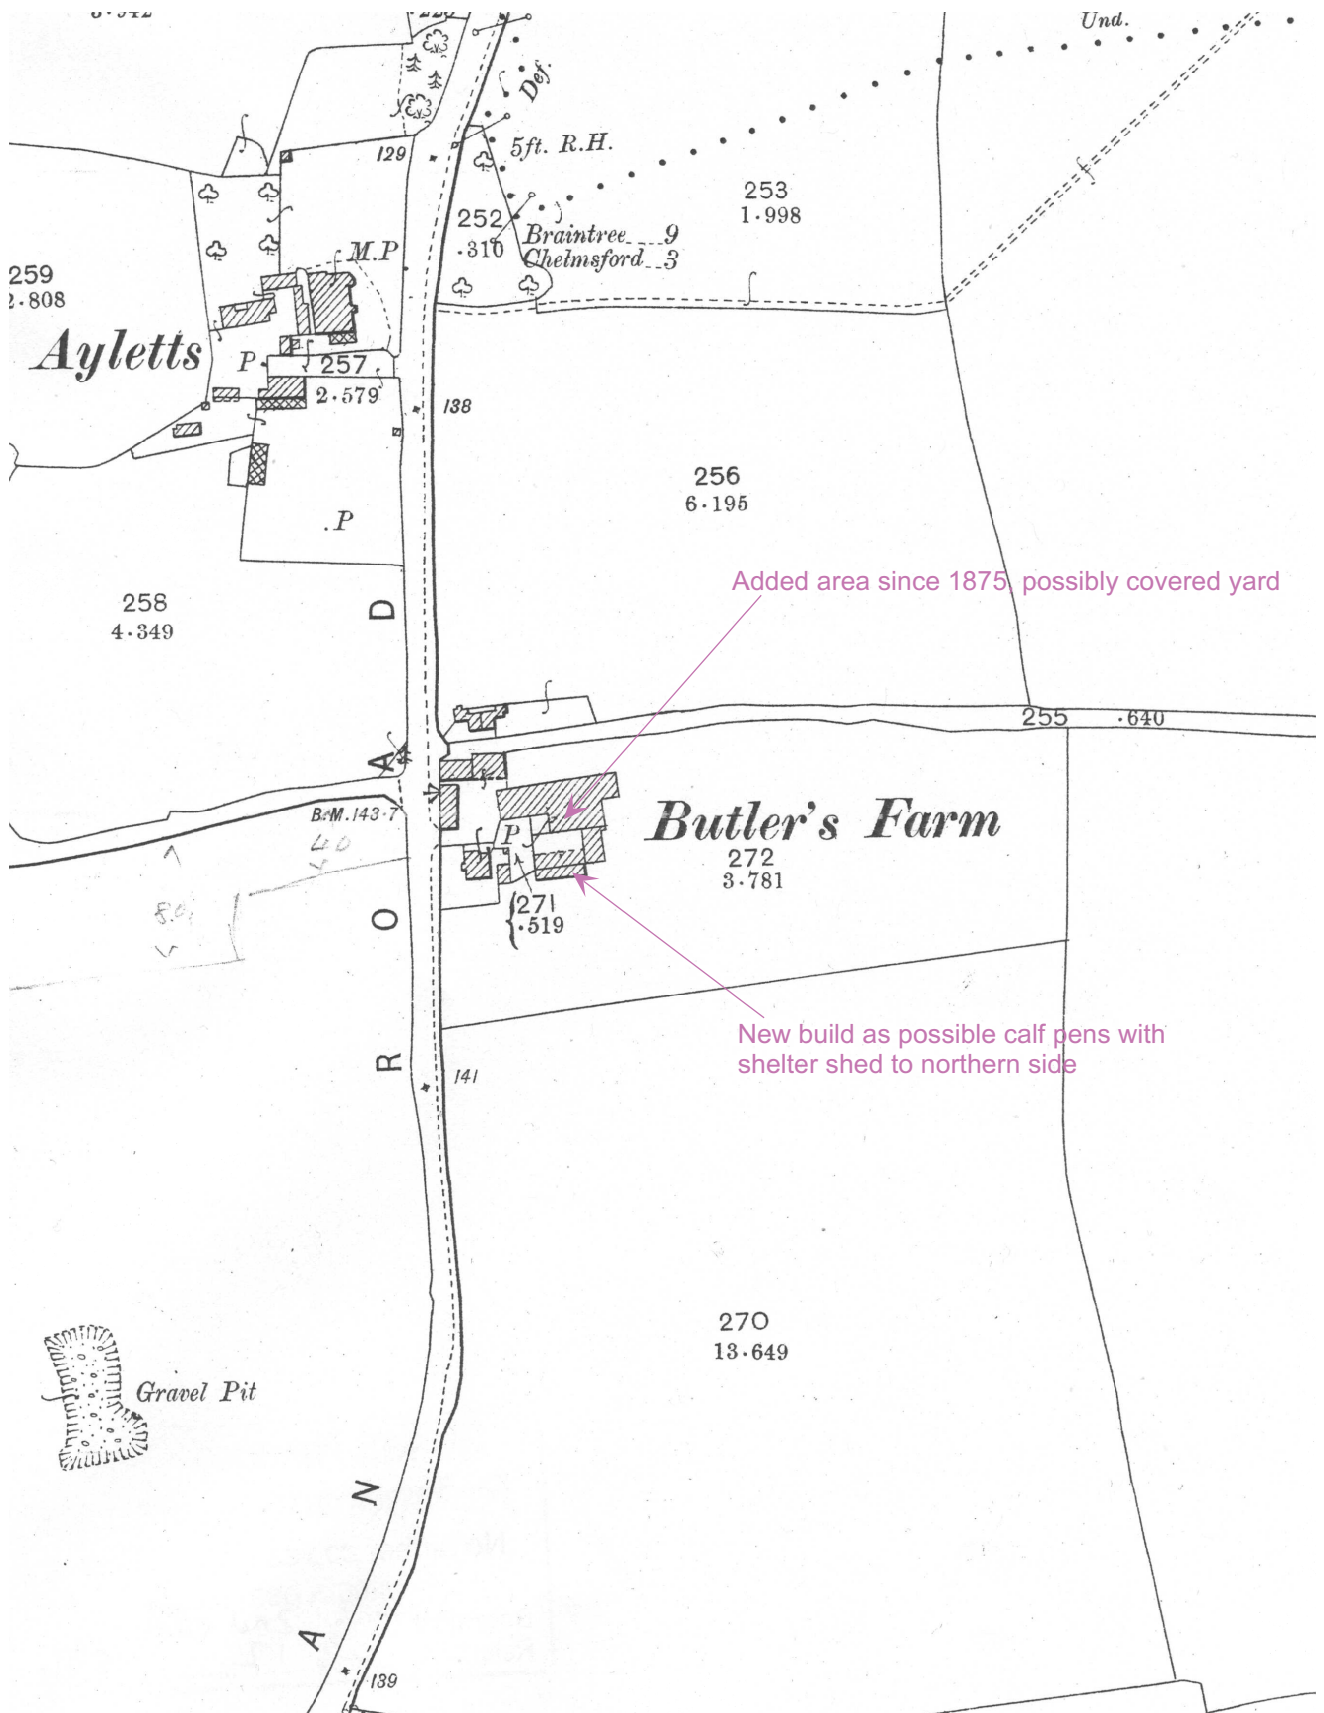 Und.
Def.
129
5ft. R.H.
253
1·998
252
·310
Braintree 9
Chelmsford 3
M.P
259
2·808
Ayletts
P
257
2·579
138
256
6·195
.P
Added area since 1875, possibly covered yard
258
4·349
D
255 ·640
A
B.M.143·7
Butler's Farm
P
272
3·781
40
271
·519
80
O
New build as possible calf pens with
shelter shed to northern side
R
141
270
13·649
Gravel Pit
N
A
139